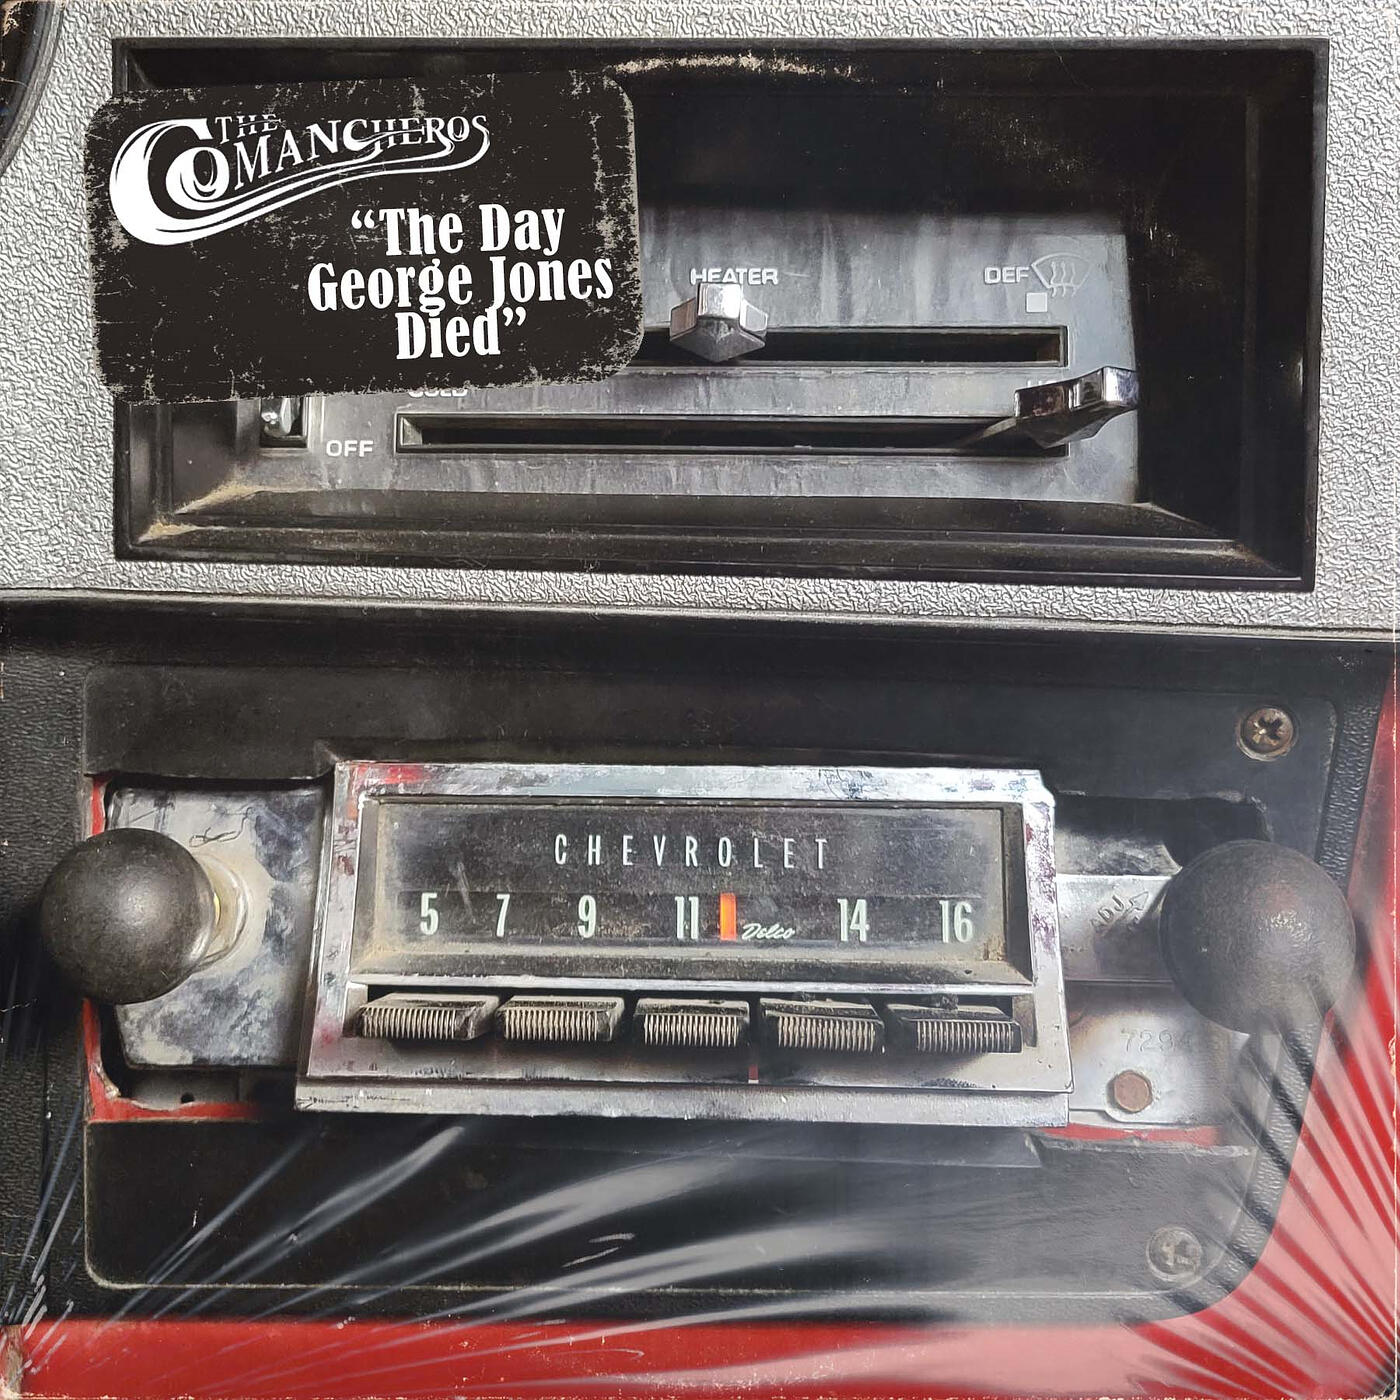 THE
COMANCHEROS
“The Day
George Jones
Died”
HEATER
DEF
COLD
OFF
CHEVROLET
5 7 9 11 Delco 14 16
ADJ